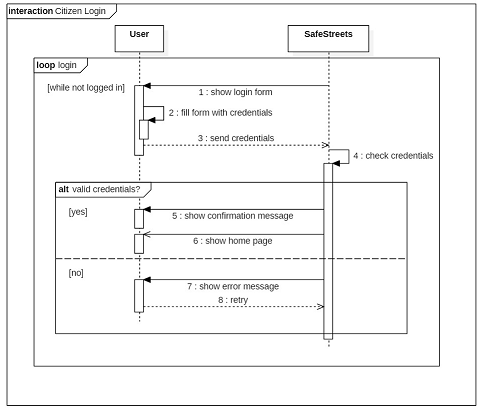 interaction Citizen Login
User
SafeStreets
loop login
[while not logged in]
1 : show login form
2 : fill form with credentials
3 : send credentials
4 : check credentials
alt valid credentials?
[yes]
5 : show confirmation message
6 : show home page
[no]
7 : show error message
8 : retry